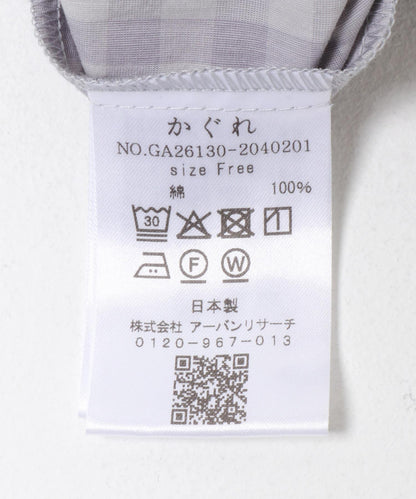 かぐれ
NO.GA26130-2040201
size Free
綿 100%
30
F W
日本製
株式会社 アーバンリサーチ
0120-967-013